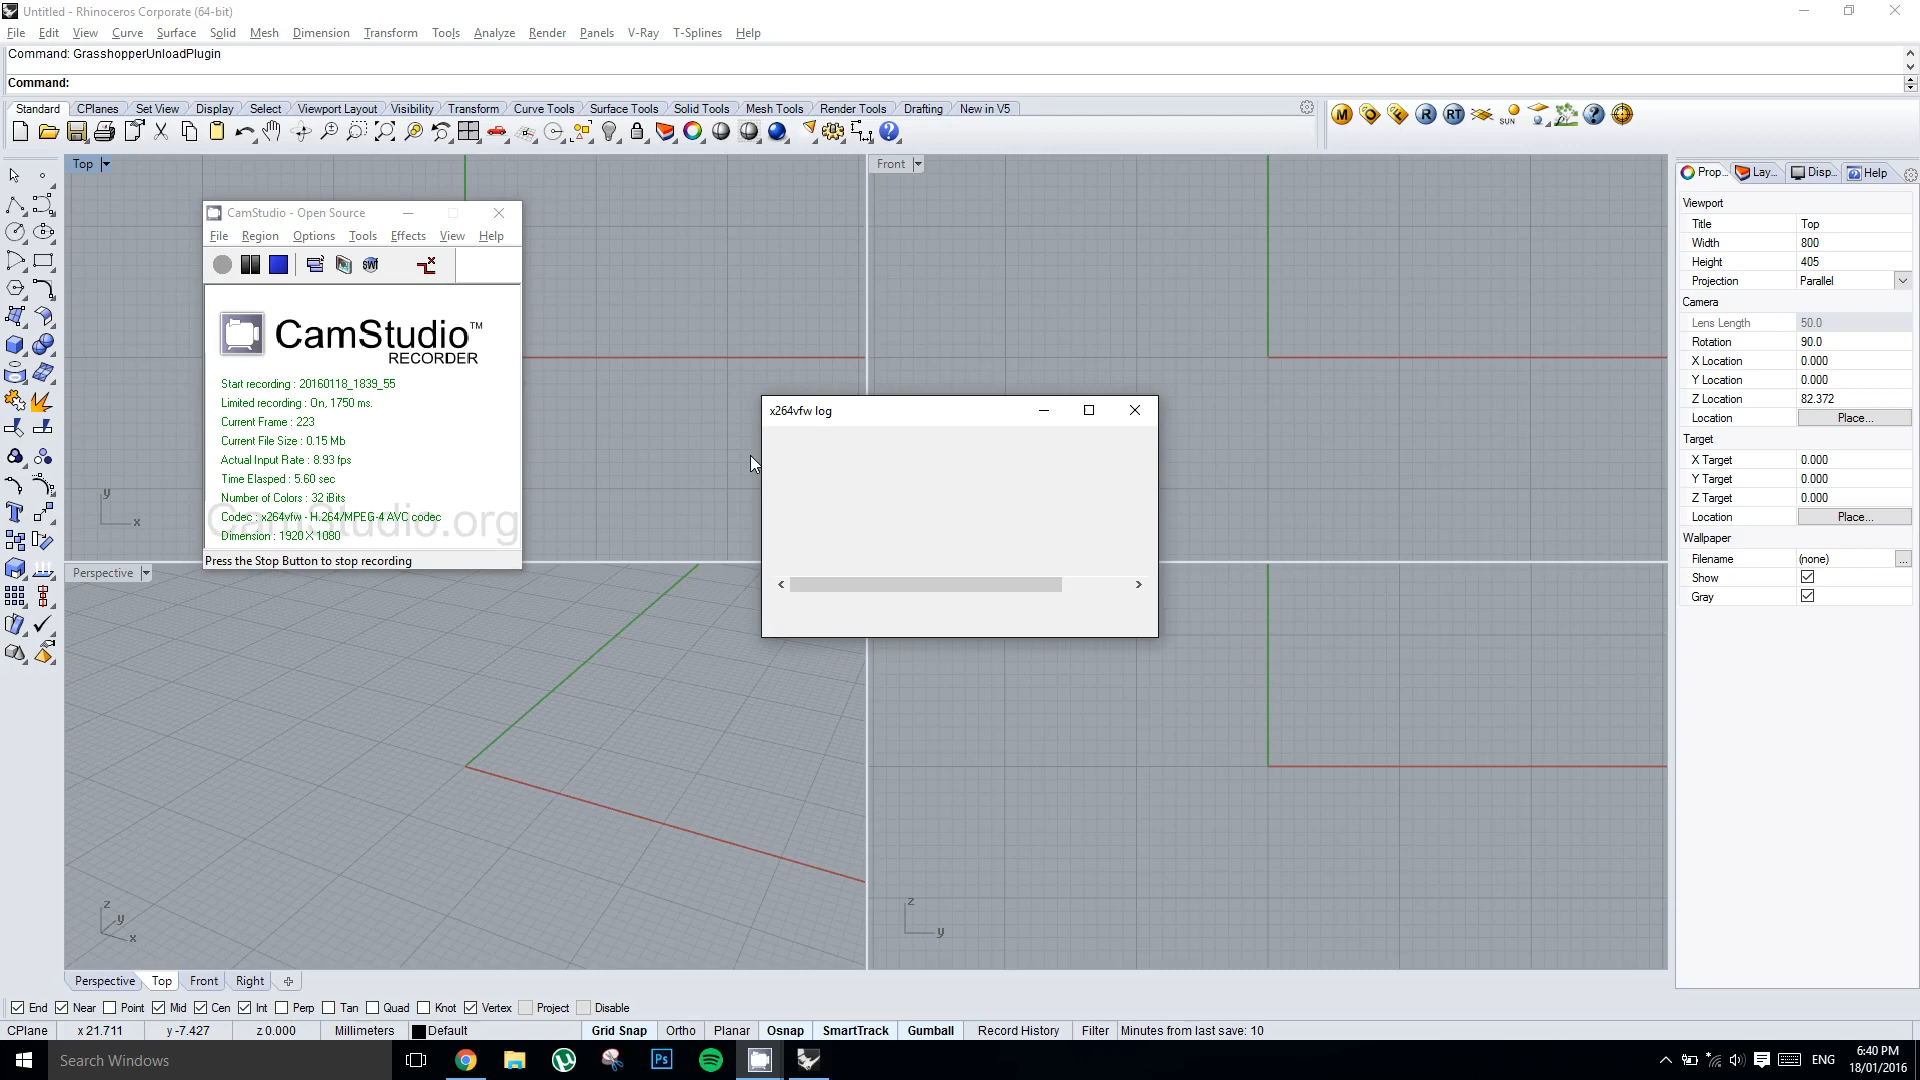 Untitled - Rhinoceros Corporate (64-bit)
File Edit View Curve Surface Solid Mesh Dimension Transform Tools Analyze Render Panels V-Ray T-Splines Help
Command: GrasshopperUnloadPlugin
Command:
Standard CPlanes Set View Display Select Viewport Layout Visibility Transform Curve Tools Surface Tools Solid Tools Mesh Tools Render Tools Drafting New in V5
M R RT SUN
Top
Front
Prop... Lay... Disp... Help
CamStudio - Open Source
File Region Options Tools Effects View Help
SWF
CamStudio™
RECORDER
Start recording : 20160118_1839_55
Limited recording : On, 1750 ms.
Current Frame : 223
Current File Size : 0.15 Mb
Actual Input Rate : 8.93 fps
Time Elasped : 5.60 sec
Number of Colors : 32 iBits
Codec : x264vfw - H.264/MPEG-4 AVC codec
Dimension : 1920 X 1080
CamStudio.org
Press the Stop Button to stop recording
x264vfw log
y
x
Perspective
z
y
x
z
y
Viewport
Title Top
Width 800
Height 405
Projection Parallel
Camera
Lens Length 50.0
Rotation 90.0
X Location 0.000
Y Location 0.000
Z Location 82.372
Location Place...
Target
X Target 0.000
Y Target 0.000
Z Target 0.000
Location Place...
Wallpaper
Filename (none) ...
Show
Gray
Perspective Top Front Right
End Near Point Mid Cen Int Perp Tan Quad Knot Vertex Project Disable
CPlane x 21.711 y -7.427 z 0.000 Millimeters Default Grid Snap Ortho Planar Osnap SmartTrack Gumball Record History Filter Minutes from last save: 10
Search Windows
Ps
ENG
6:40 PM
18/01/2016